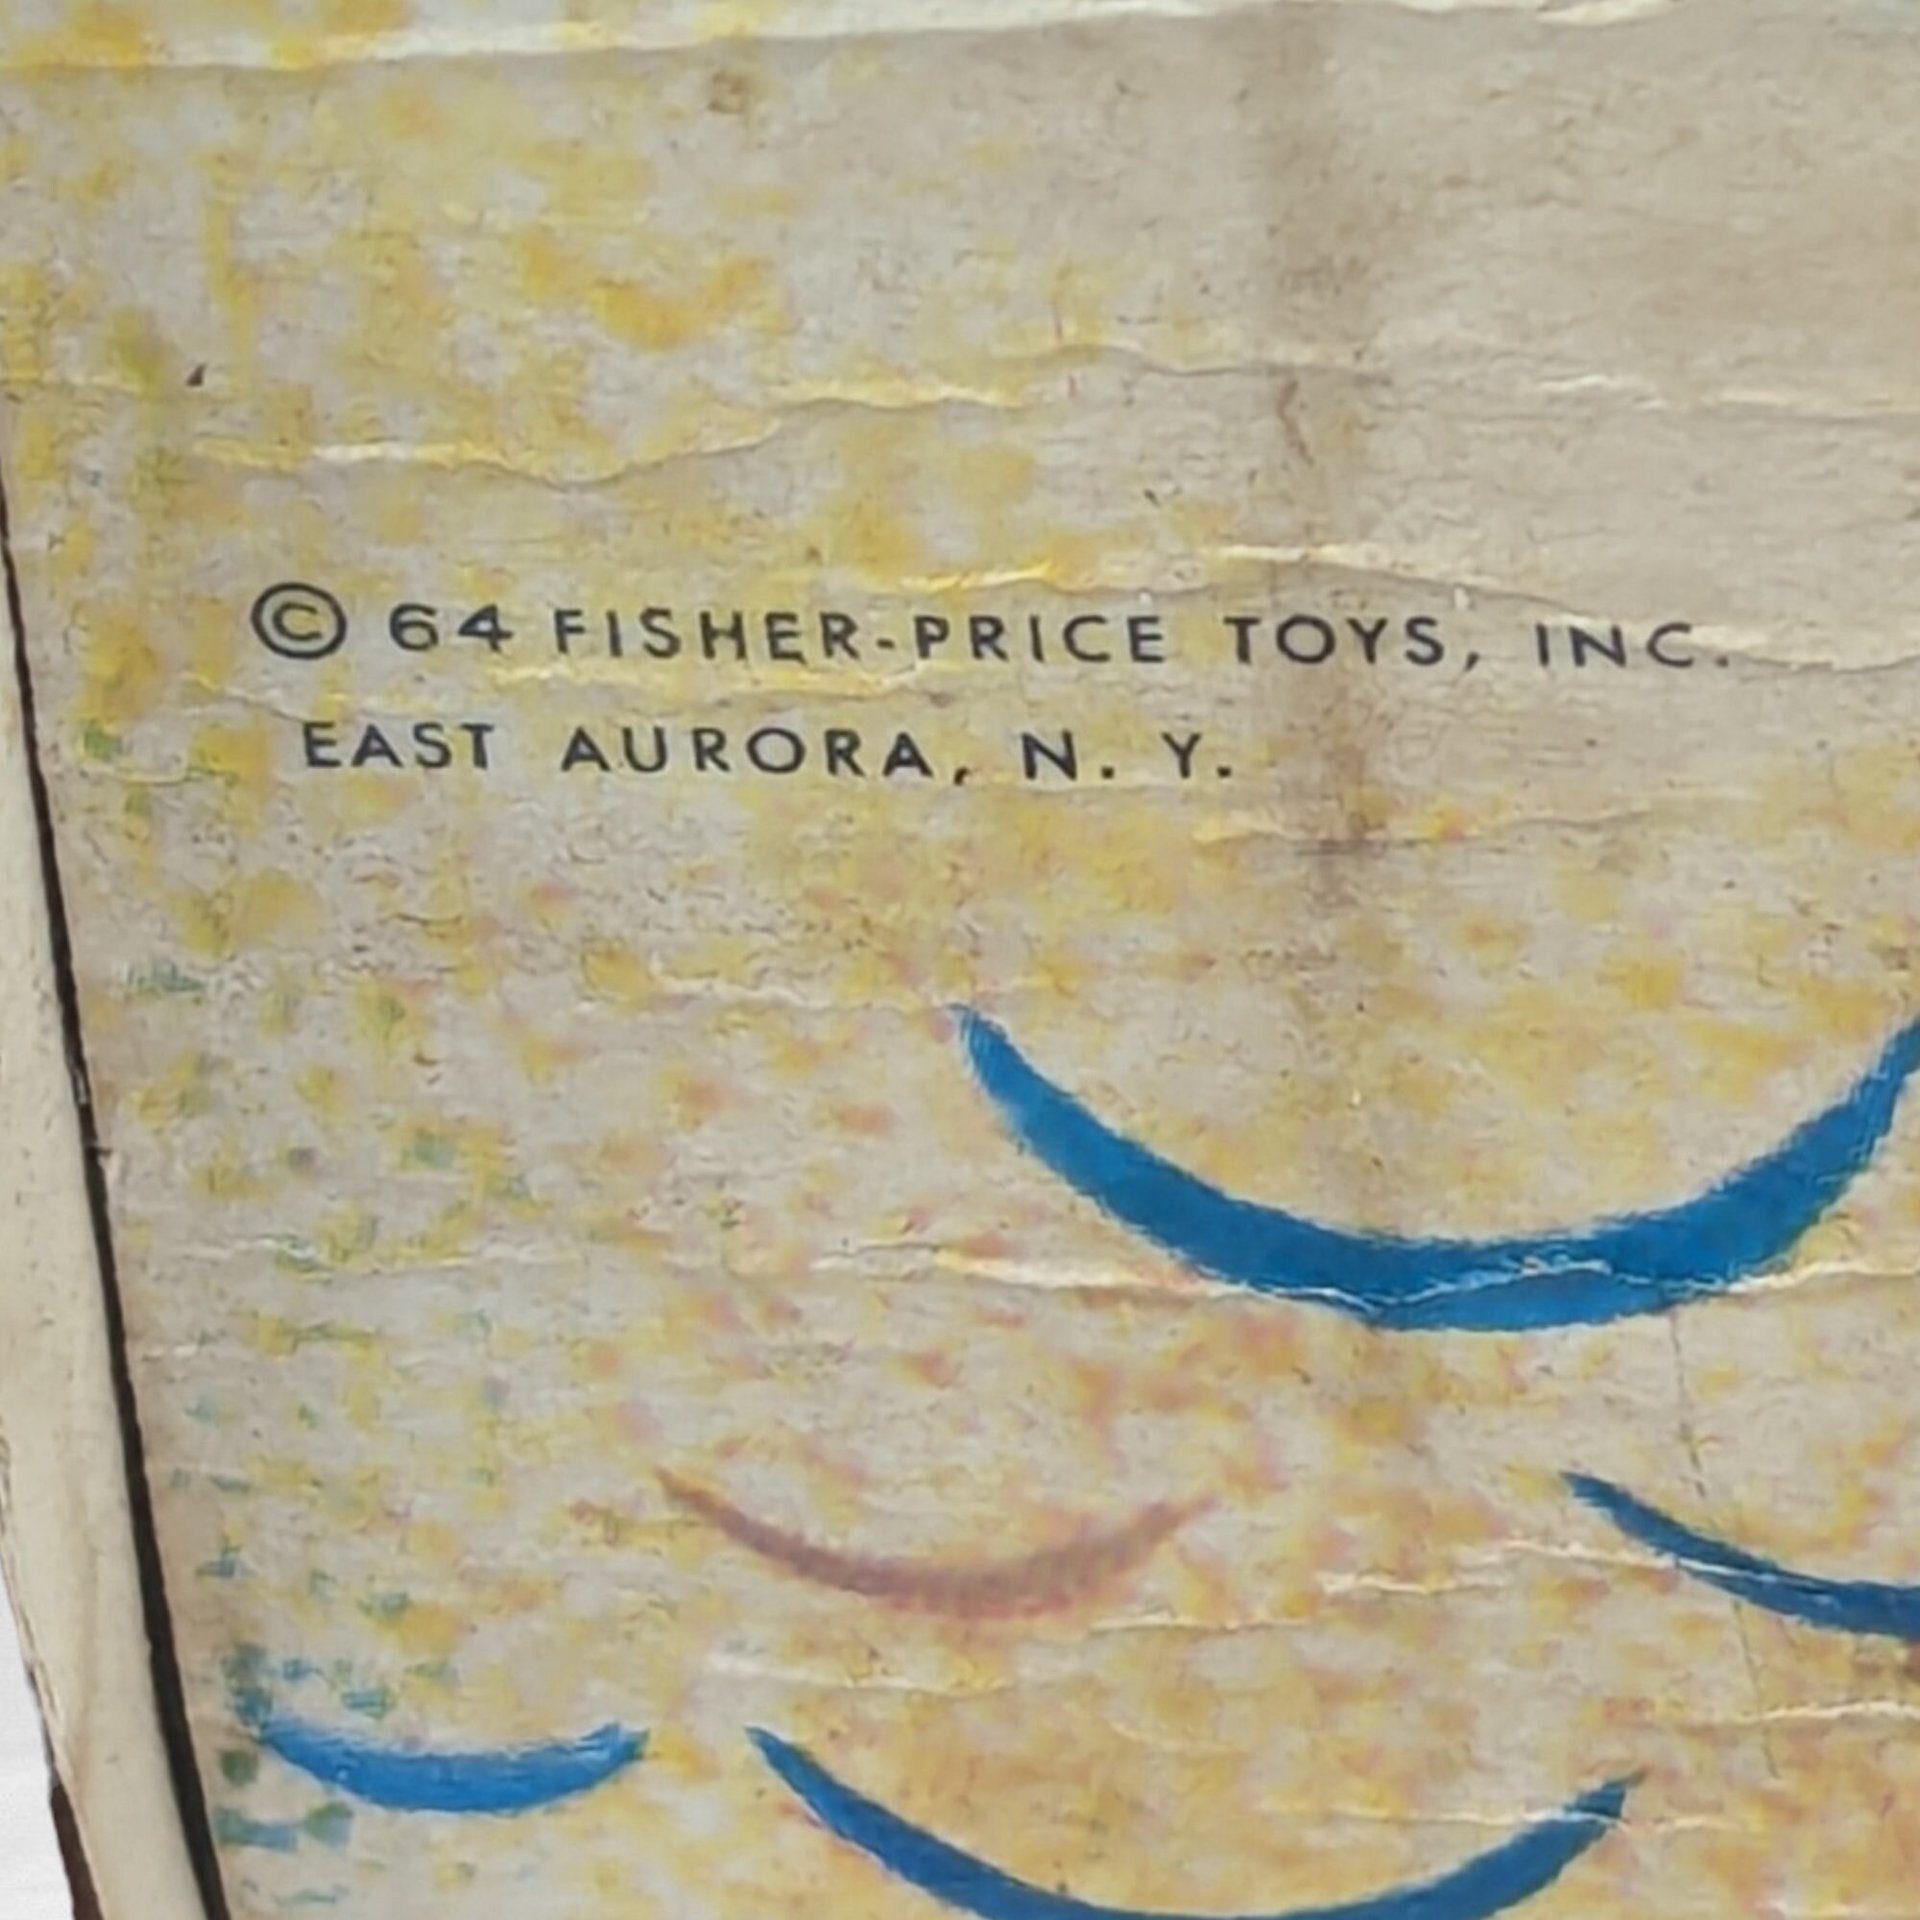 © 64 FISHER-PRICE TOYS, INC.
EAST AURORA, N. Y.